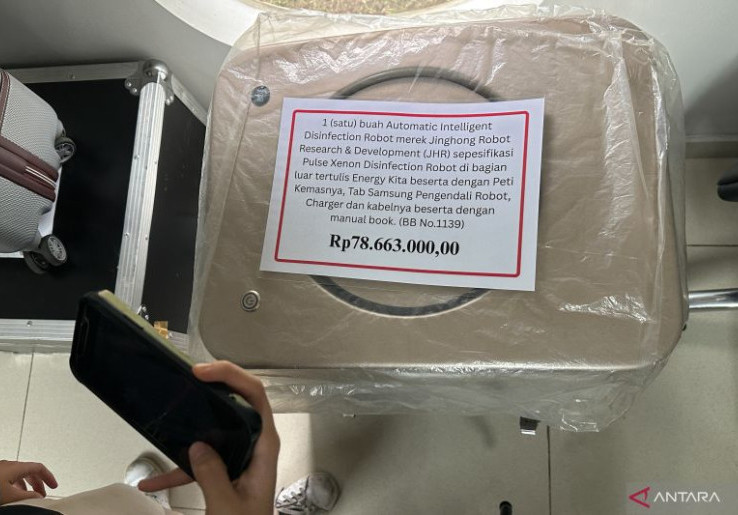 1 (satu) buah Automatic Intelligent
Disinfection Robot merek Jinghong Robot
Research & Development (JHR) sepesifikasi
Pulse Xenon Disinfection Robot di bagian
luar tertulis Energy Kita beserta dengan Peti
Kemasnya, Tab Samsung Pengendali Robot,
Charger dan kabelnya beserta dengan
manual book. (BB No.1139)
Rp78.663.000,00
ANTARA